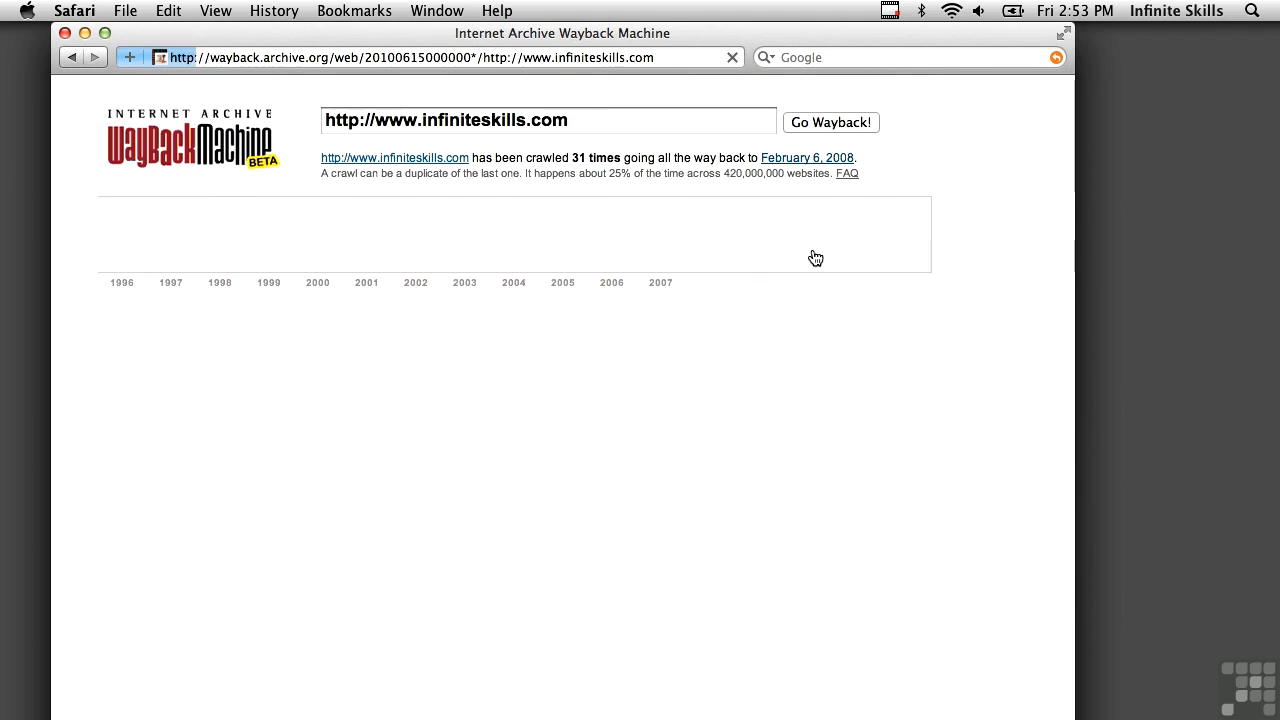 Safari File Edit View History Bookmarks Window Help Fri 2:53 PM Infinite Skills
Internet Archive Wayback Machine
http://wayback.archive.org/web/20100615000000*/http://www.infiniteskills.com Google
INTERNET ARCHIVE
WayBackMachine
BETA
http://www.infiniteskills.com Go Wayback!
http://www.infiniteskills.com has been crawled 31 times going all the way back to February 6, 2008.
A crawl can be a duplicate of the last one. It happens about 25% of the time across 420,000,000 websites. FAQ
1996 1997 1998 1999 2000 2001 2002 2003 2004 2005 2006 2007